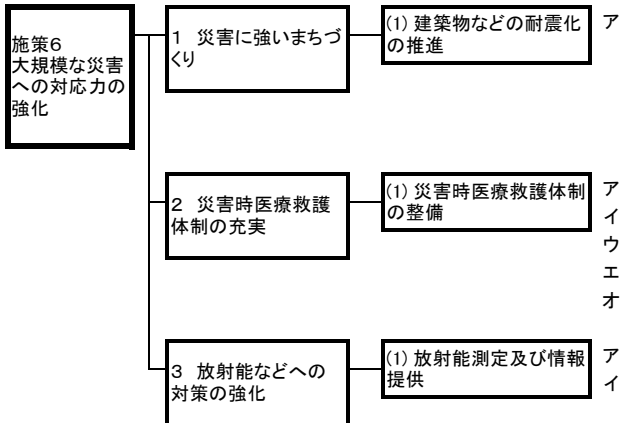 施策6
大規模な災害
への対応力の
強化
1 災害に強いまちづ
くり
(1) 建築物などの耐震化
の推進
ア
2 災害時医療救護
体制の充実
(1) 災害時医療救護体制
の整備
ア
イ
ウ
エ
オ
3 放射能などへの
対策の強化
(1) 放射能測定及び情報
提供
ア
イ